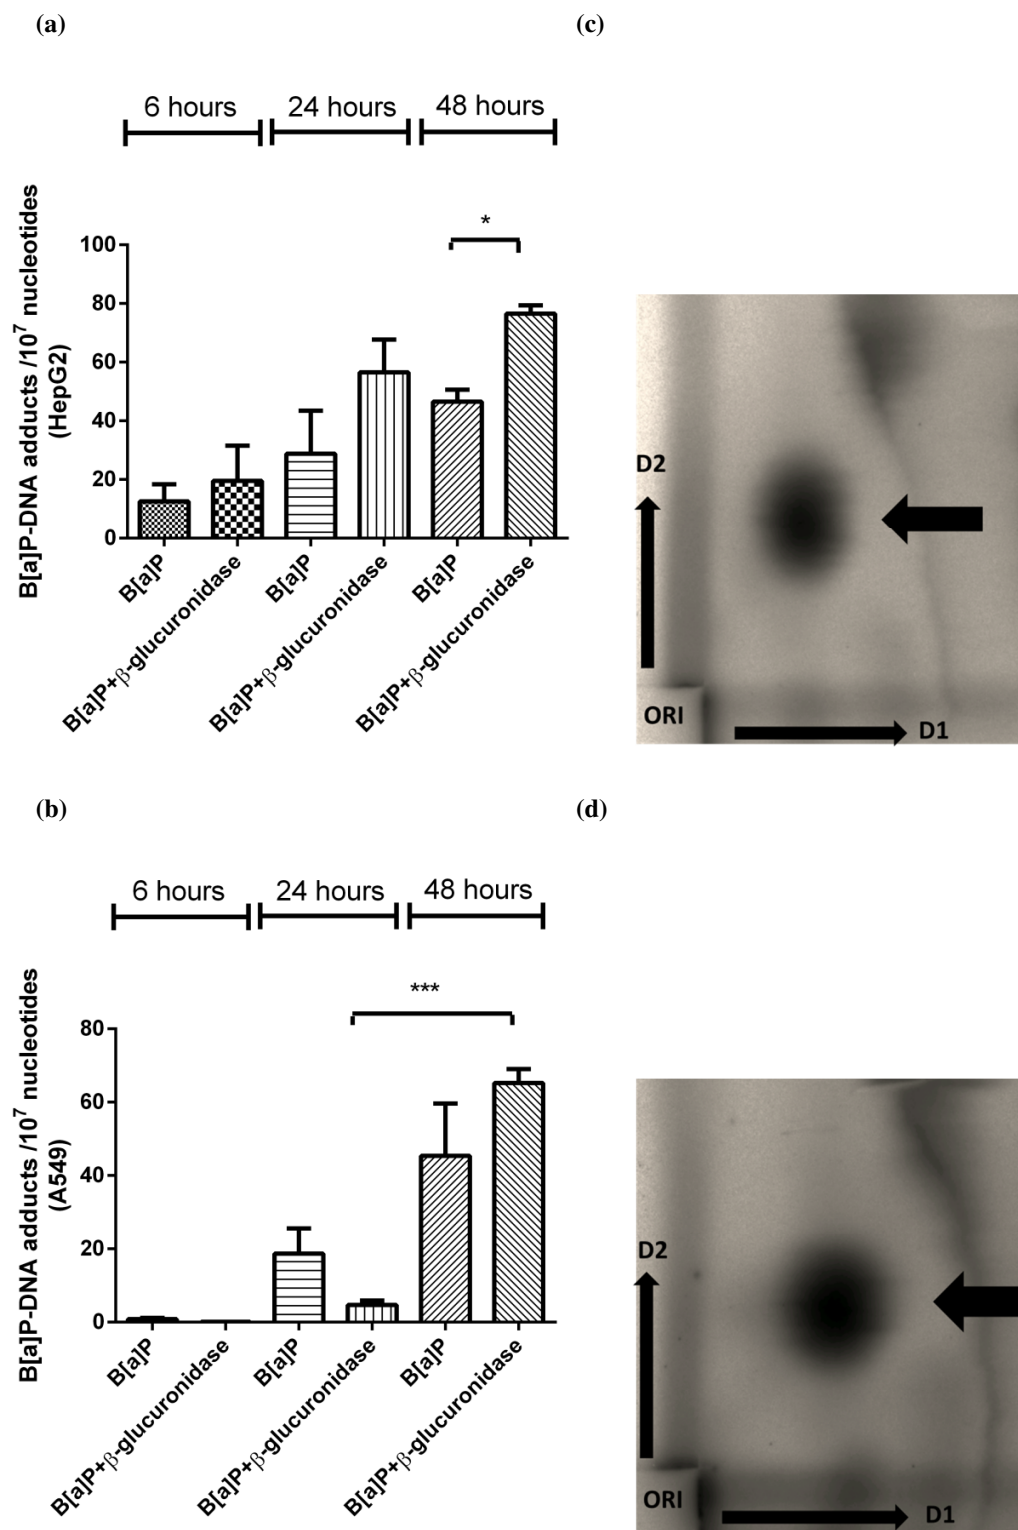 (a)
6 hours 24 hours 48 hours
B[a]P-DNA adducts /10⁷ nucleotides
(HepG2)
*
100
80
60
40
20
0
B[a]P
B[a]P+β-glucuronidase
B[a]P
B[a]P+β-glucuronidase
B[a]P
B[a]P+β-glucuronidase
(c)
D2
ORI
D1
(b)
6 hours 24 hours 48 hours
B[a]P-DNA adducts /10⁷ nucleotides
(A549)
***
80
60
40
20
0
B[a]P
B[a]P+β-glucuronidase
B[a]P
B[a]P+β-glucuronidase
B[a]P
B[a]P+β-glucuronidase
(d)
D2
ORI
D1